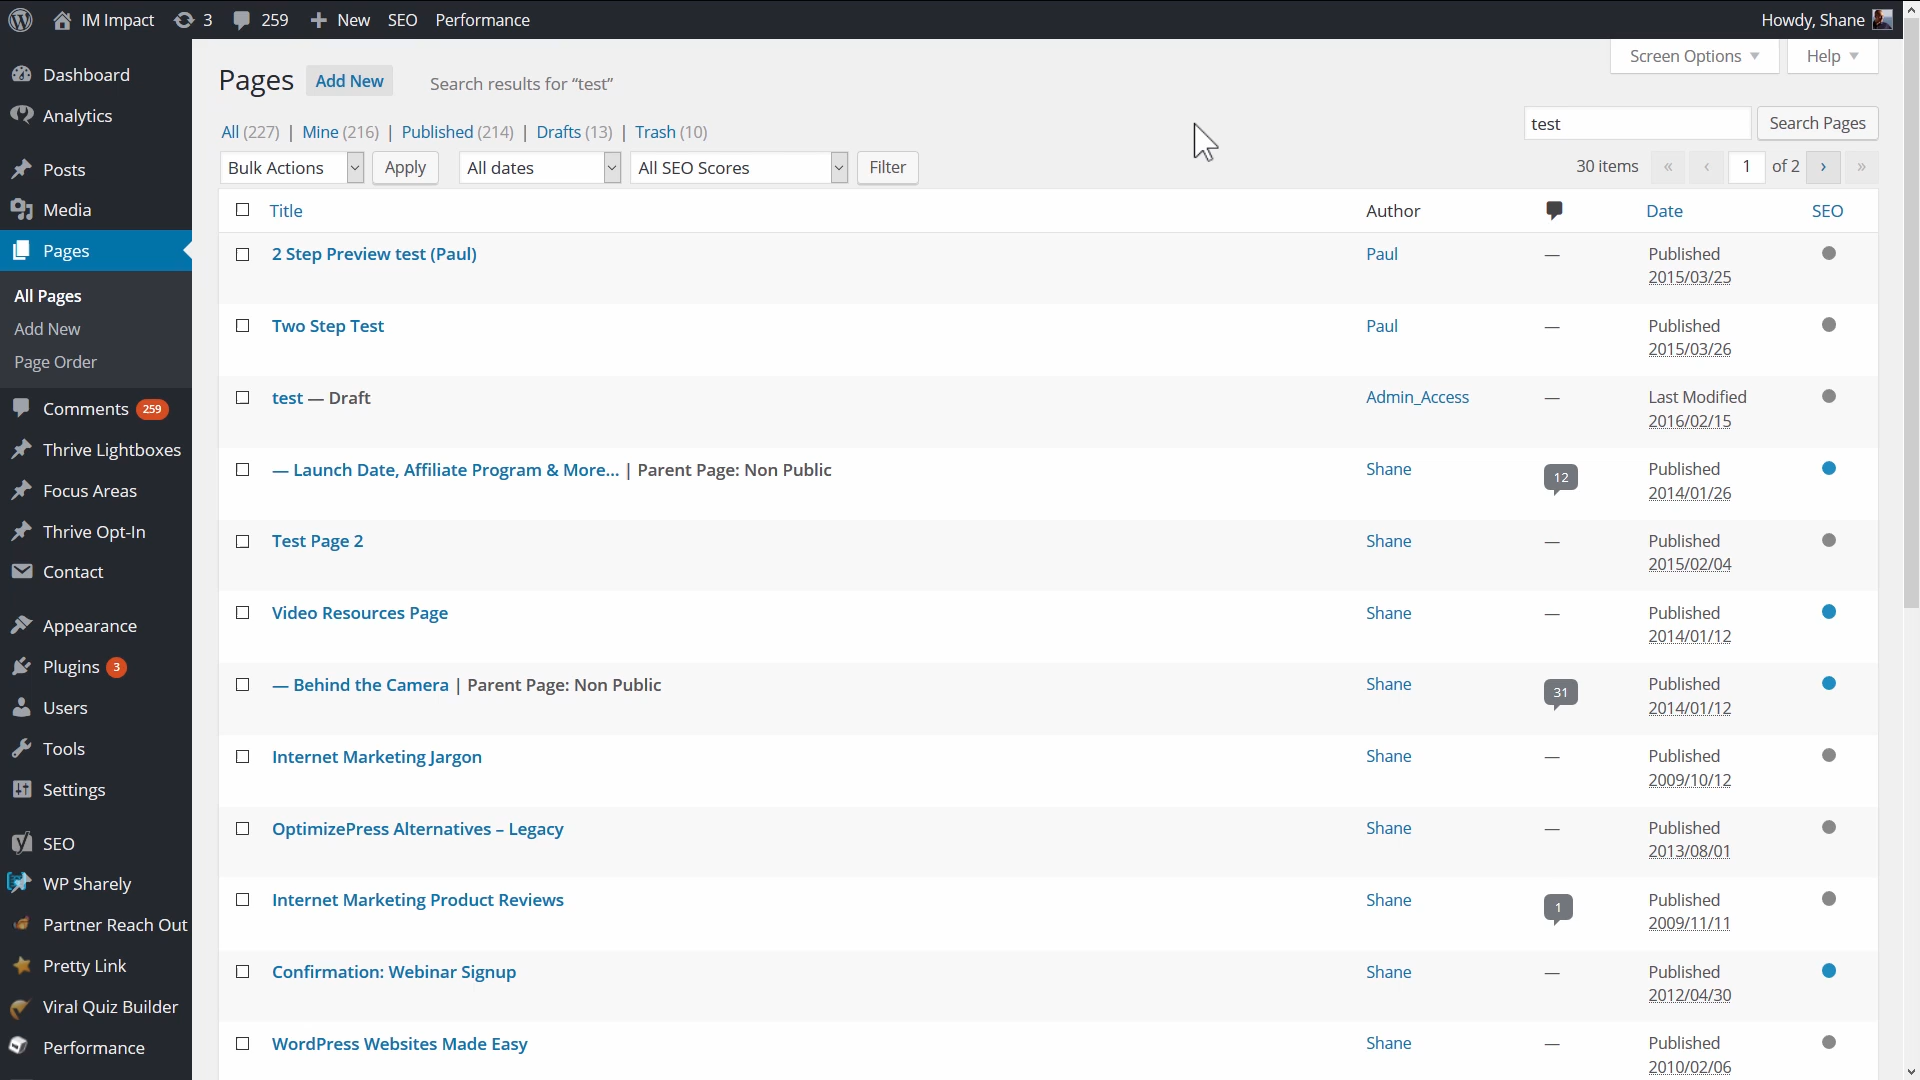 IM Impact 3 259 New SEO Performance Howdy, Shane
Screen Options Help
Dashboard
Analytics
Posts
Media
Pages
All Pages
Add New
Page Order
Comments 259
Thrive Lightboxes
Focus Areas
Thrive Opt-In
Contact
Appearance
Plugins 3
Users
Tools
Settings
SEO
WP Sharely
Partner Reach Out
Pretty Link
Viral Quiz Builder
Performance
Pages Add New Search results for “test”
All (227) | Mine (216) | Published (214) | Drafts (13) | Trash (10)
test Search Pages
Bulk Actions Apply All dates All SEO Scores Filter
30 items « ‹ 1 of 2 › »
Title Author Date SEO
2 Step Preview test (Paul) Paul — Published
2015/03/25
Two Step Test Paul — Published
2015/03/26
test — Draft Admin_Access — Last Modified
2016/02/15
— Launch Date, Affiliate Program & More... | Parent Page: Non Public Shane 12 Published
2014/01/26
Test Page 2 Shane — Published
2015/02/04
Video Resources Page Shane — Published
2014/01/12
— Behind the Camera | Parent Page: Non Public Shane 31 Published
2014/01/12
Internet Marketing Jargon Shane — Published
2009/10/12
OptimizePress Alternatives – Legacy Shane — Published
2013/08/01
Internet Marketing Product Reviews Shane 1 Published
2009/11/11
Confirmation: Webinar Signup Shane — Published
2012/04/30
WordPress Websites Made Easy Shane — Published
2010/02/06